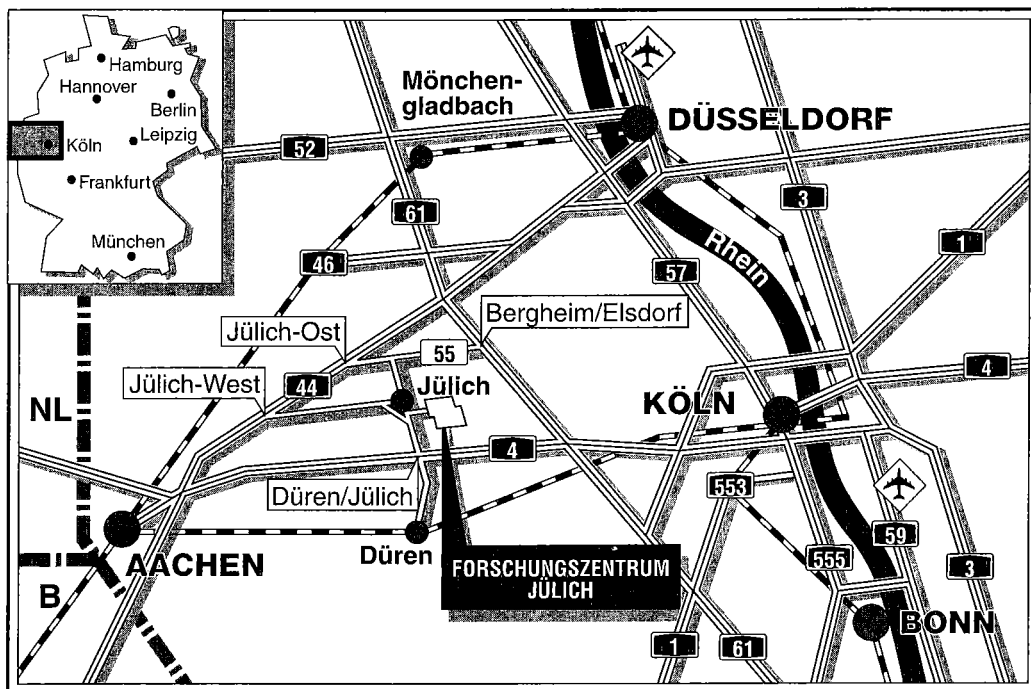 Hamburg
Hannover
Berlin
Leipzig
Köln
Frankfurt
München
Mönchen-
gladbach
DÜSSELDORF
52
61
3
1
46
57
Rhein
Bergheim/Elsdorf
Jülich-Ost
55
4
Jülich-West
44
Jülich
KÖLN
NL
4
553
Düren/Jülich
Düren
AACHEN
FORSCHUNGSZENTRUM
JÜLICH
59
555
3
B
BONN
1
61